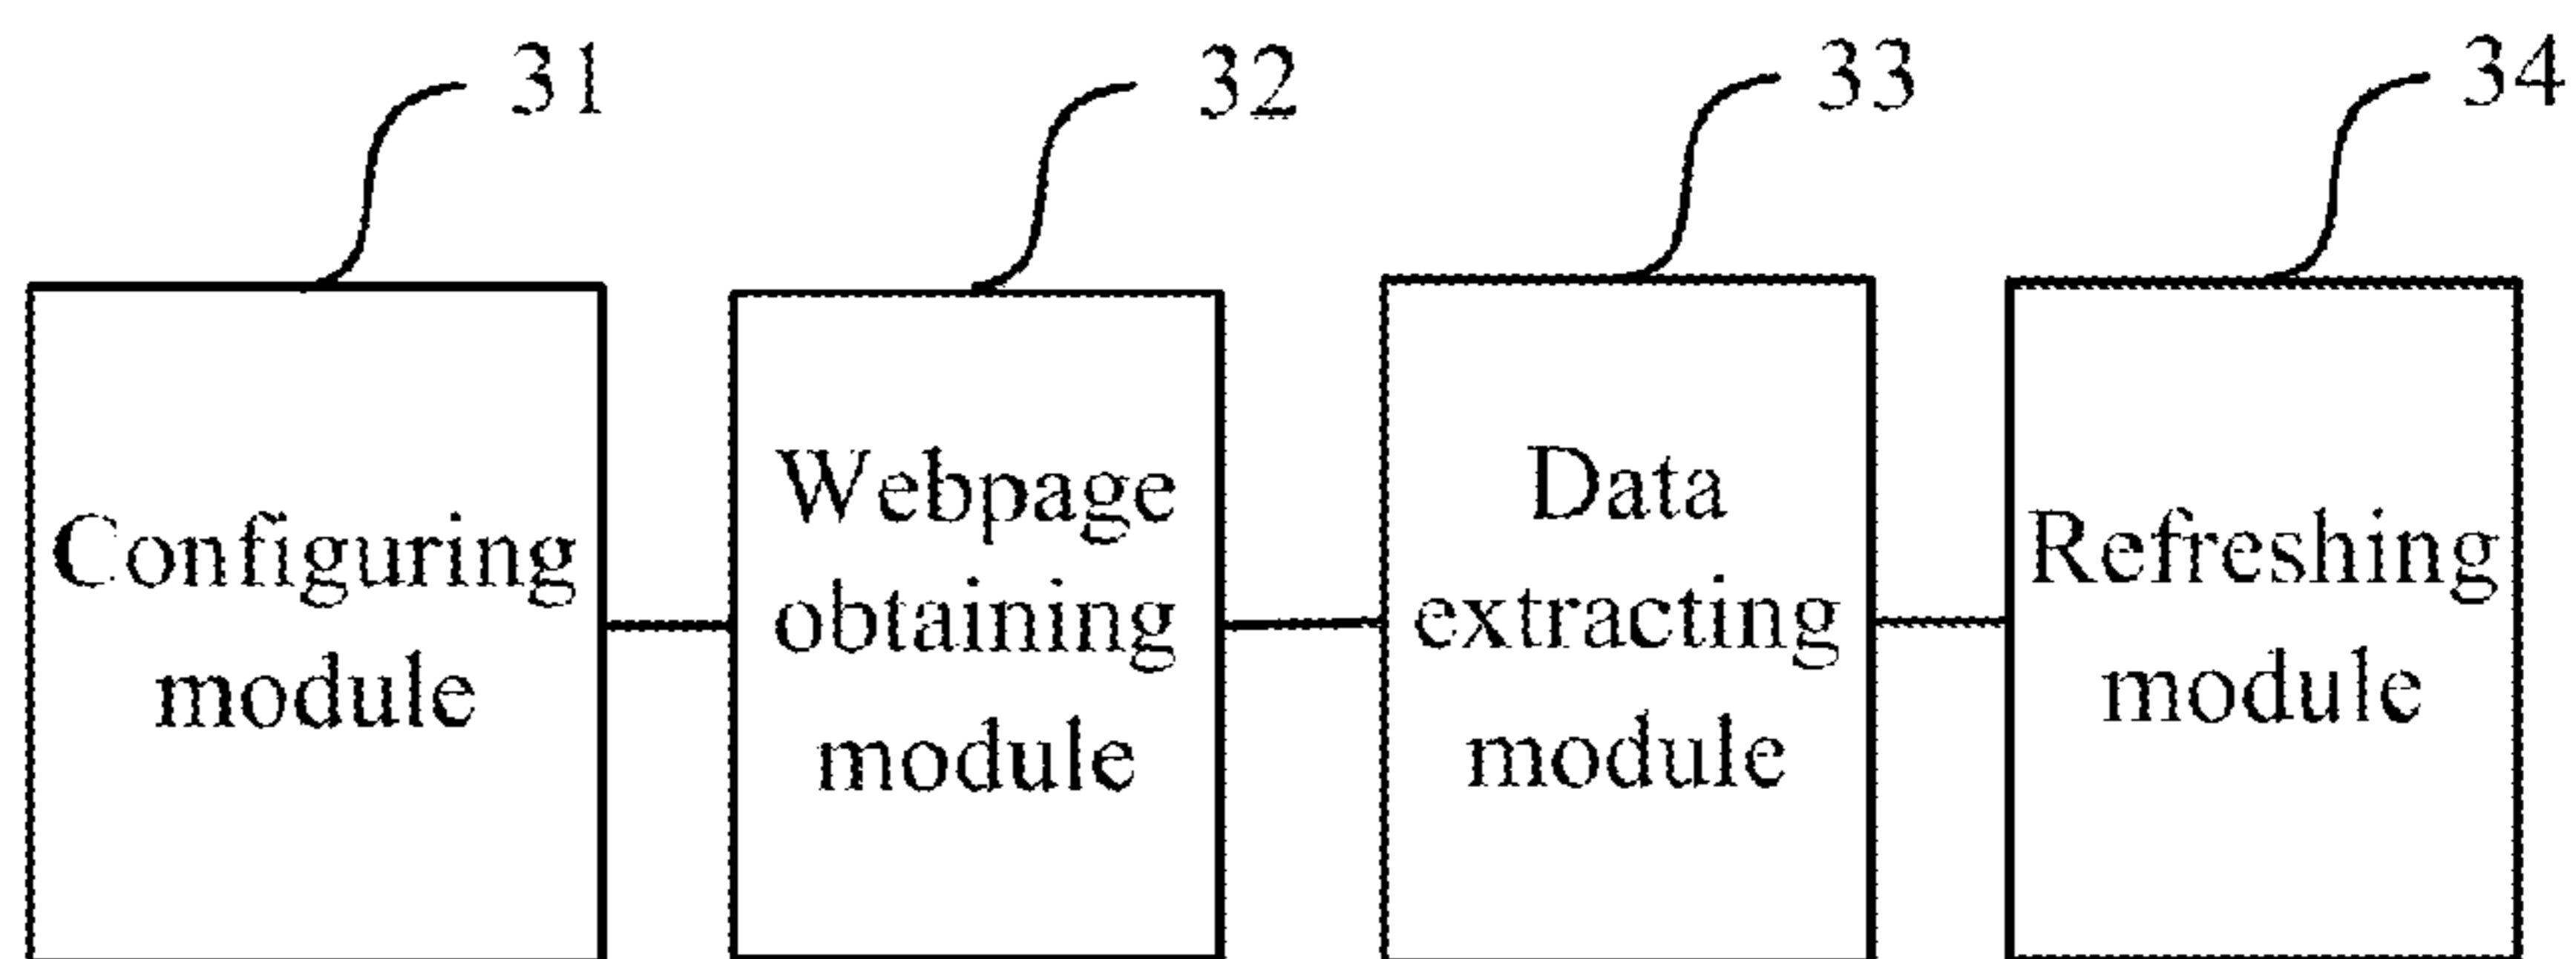 31
32
33
34
Configuring
module
Webpage
obtaining
module
Data
extracting
module
Refreshing
module